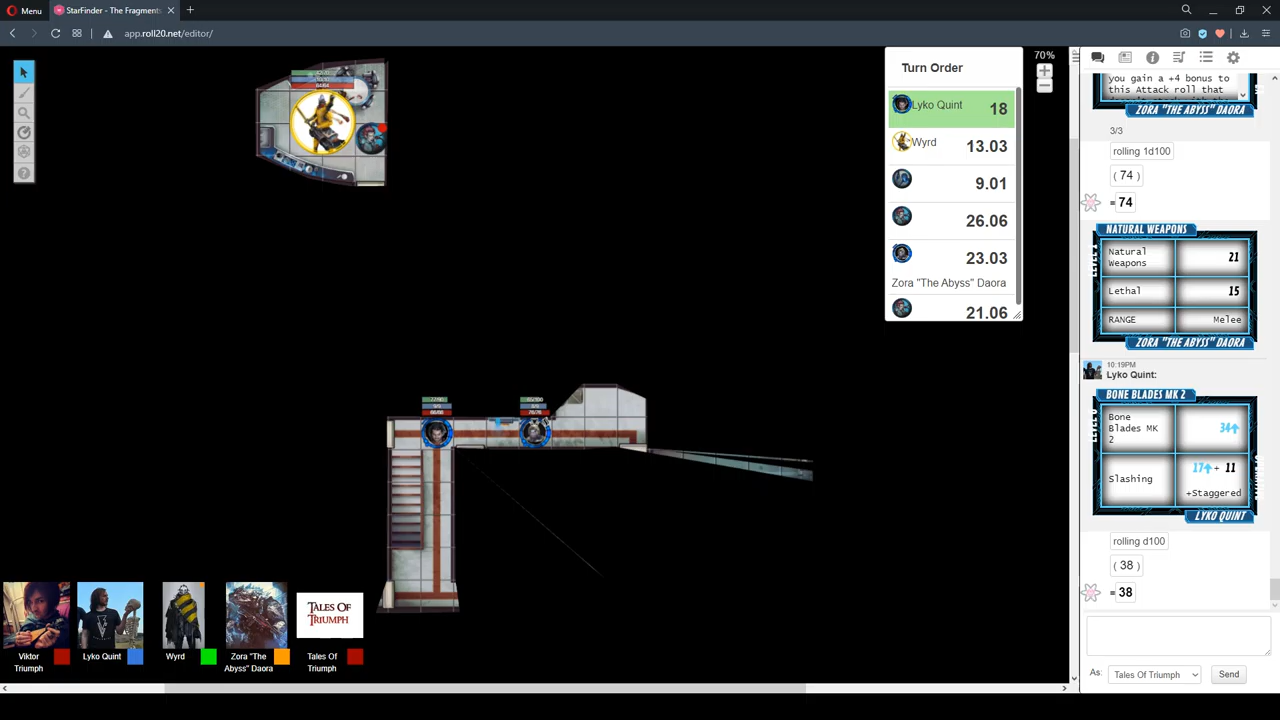 Menu
StarFinder - The Fragments
app.roll20.net/editor/
70%
Turn Order
Lyko Quint 18
Wyrd 13.03
9.01
26.06
23.03
Zora "The Abyss" Daora
21.06
Viktor
Triumph
Lyko Quint
Wyrd
Zora "The
Abyss" Daora
TALES OF
TRIUMPH
Tales Of
Triumph
you gain a +4 bonus to
this Attack roll that
ZORA "THE ABYSS" DAORA
3/3
rolling 1d100
( 74 )
= 74
NATURAL WEAPONS
Natural
Weapons 21
Lethal 15
RANGE Melee
ZORA "THE ABYSS" DAORA
10:19PM
Lyko Quint:
BONE BLADES MK 2
Bone
Blades MK
2
34
Slashing
17 + 11
+Staggered
LYKO QUINT
rolling d100
( 38 )
= 38
As: Tales Of Triumph Send